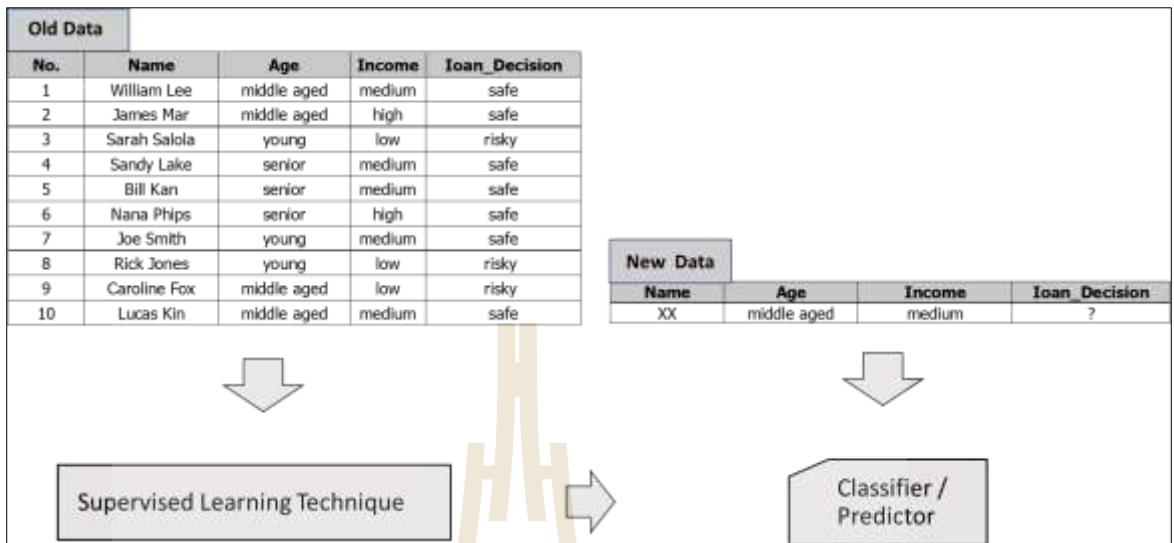 Old Data
No. Name Age Income Ioan_Decision
1 William Lee middle aged medium safe
2 James Mar middle aged high safe
3 Sarah Salola young low risky
4 Sandy Lake senior medium safe
5 Bill Kan senior medium safe
6 Nana Phips senior high safe
7 Joe Smith young medium safe
8 Rick Jones young low risky
9 Caroline Fox middle aged low risky
10 Lucas Kin middle aged medium safe
New Data
Name Age Income Ioan_Decision
XX middle aged medium ?
Supervised Learning Technique
Classifier /
Predictor